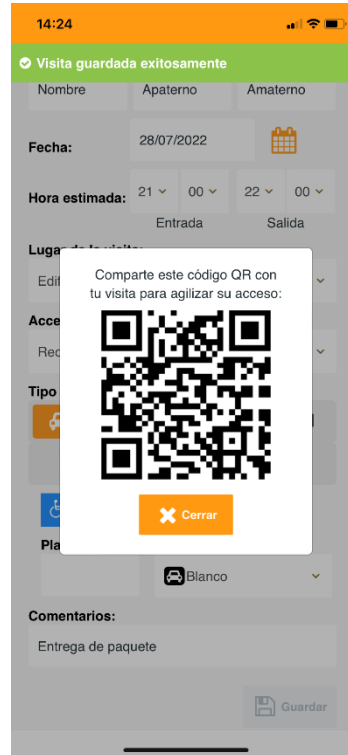 14:24
Visita guardada exitosamente
Nombre Apaterno Amaterno
Fecha: 28/07/2022
Hora estimada: 21 00 22 00
Entrada Salida
Comparte este código QR con
tu visita para agilizar su acceso:
Tipo
Cerrar
Blanco
Comentarios:
Entrega de paquete
Guardar